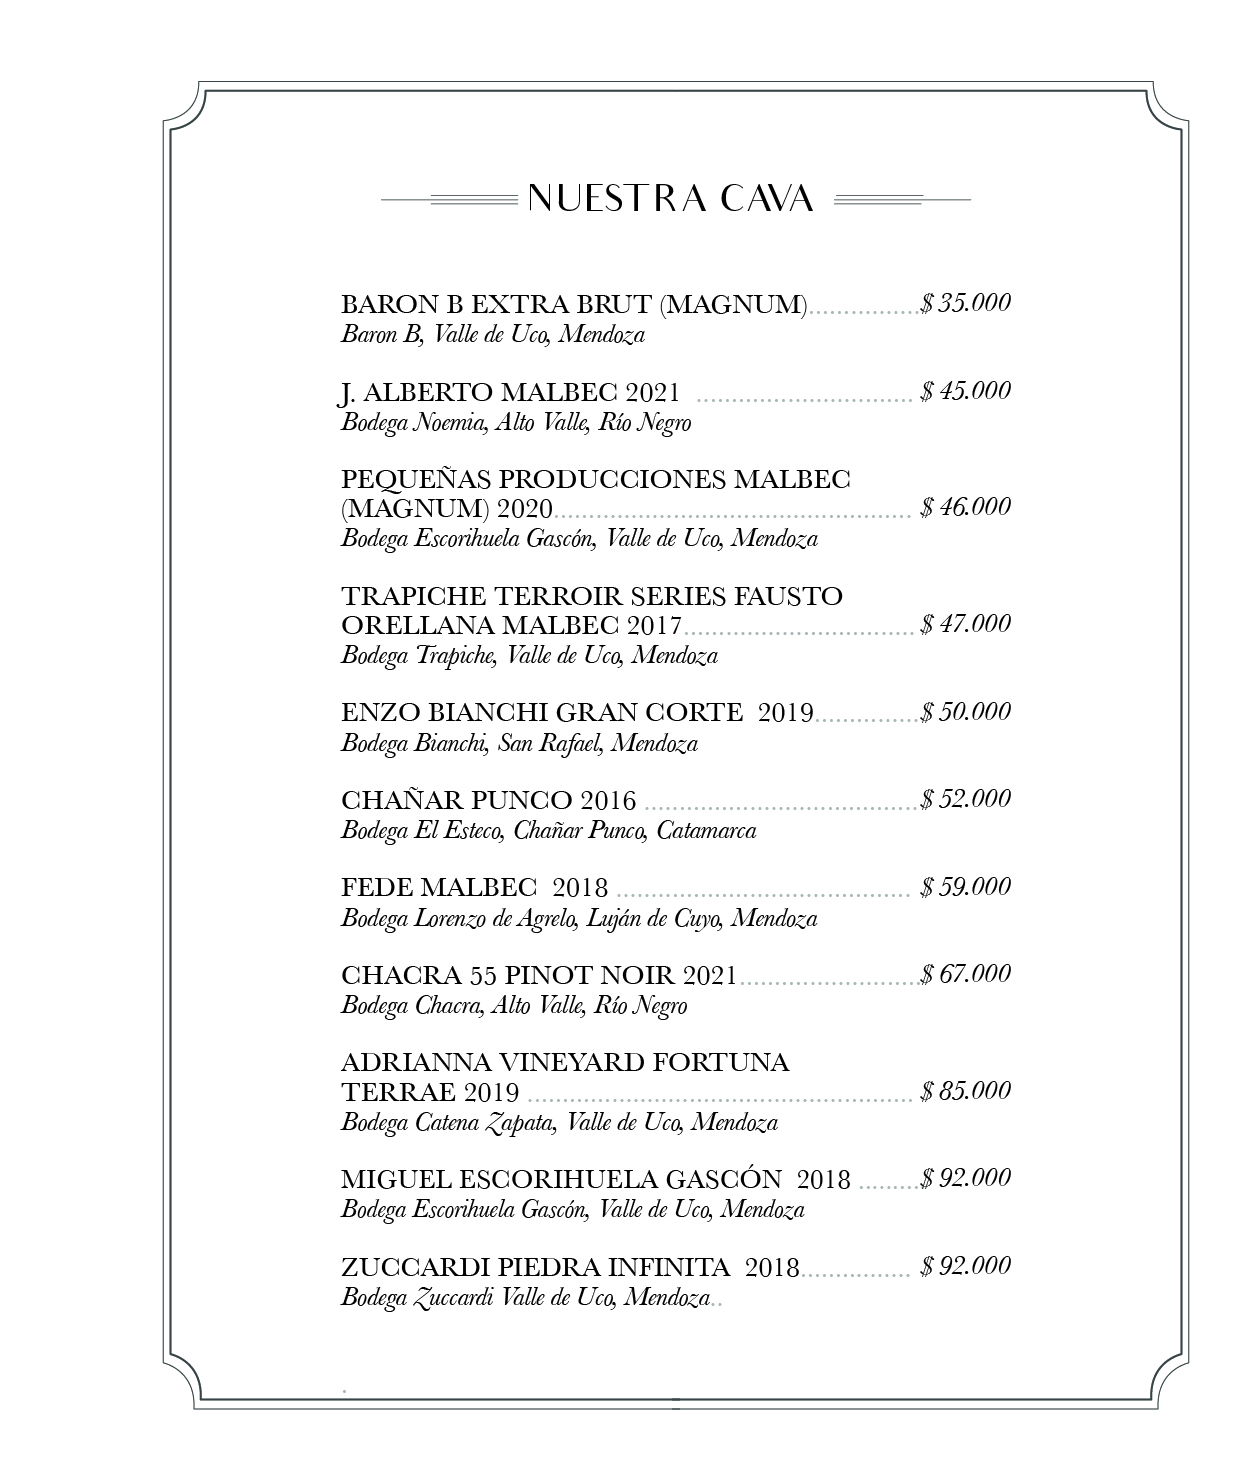 NUESTRA CAVA
BARON B EXTRA BRUT (MAGNUM)................$ 35.000
Baron B, Valle de Uco, Mendoza
J. ALBERTO MALBEC 2021 ............................... $ 45.000
Bodega Noemia, Alto Valle, Río Negro
PEQUEÑAS PRODUCCIONES MALBEC
(MAGNUM) 2020................................................... $ 46.000
Bodega Escorihuela Gascón, Valle de Uco, Mendoza
TRAPICHE TERROIR SERIES FAUSTO
ORELLANA MALBEC 2017................................. $ 47.000
Bodega Trapiche, Valle de Uco, Mendoza
ENZO BIANCHI GRAN CORTE 2019...............$ 50.000
Bodega Bianchi, San Rafael, Mendoza
CHAÑAR PUNCO 2016 .......................................$ 52.000
Bodega El Esteco, Chañar Punco, Catamarca
FEDE MALBEC 2018 .......................................... $ 59.000
Bodega Lorenzo de Agrelo, Luján de Cuyo, Mendoza
CHACRA 55 PINOT NOIR 2021..........................$ 67.000
Bodega Chacra, Alto Valle, Río Negro
ADRIANNA VINEYARD FORTUNA
TERRAE 2019 ....................................................... $ 85.000
Bodega Catena Zapata, Valle de Uco, Mendoza
MIGUEL ESCORIHUELA GASCÓN 2018 .........$ 92.000
Bodega Escorihuela Gascón, Valle de Uco, Mendoza
ZUCCARDI PIEDRA INFINITA 2018................ $ 92.000
Bodega Zuccardi Valle de Uco, Mendoza..